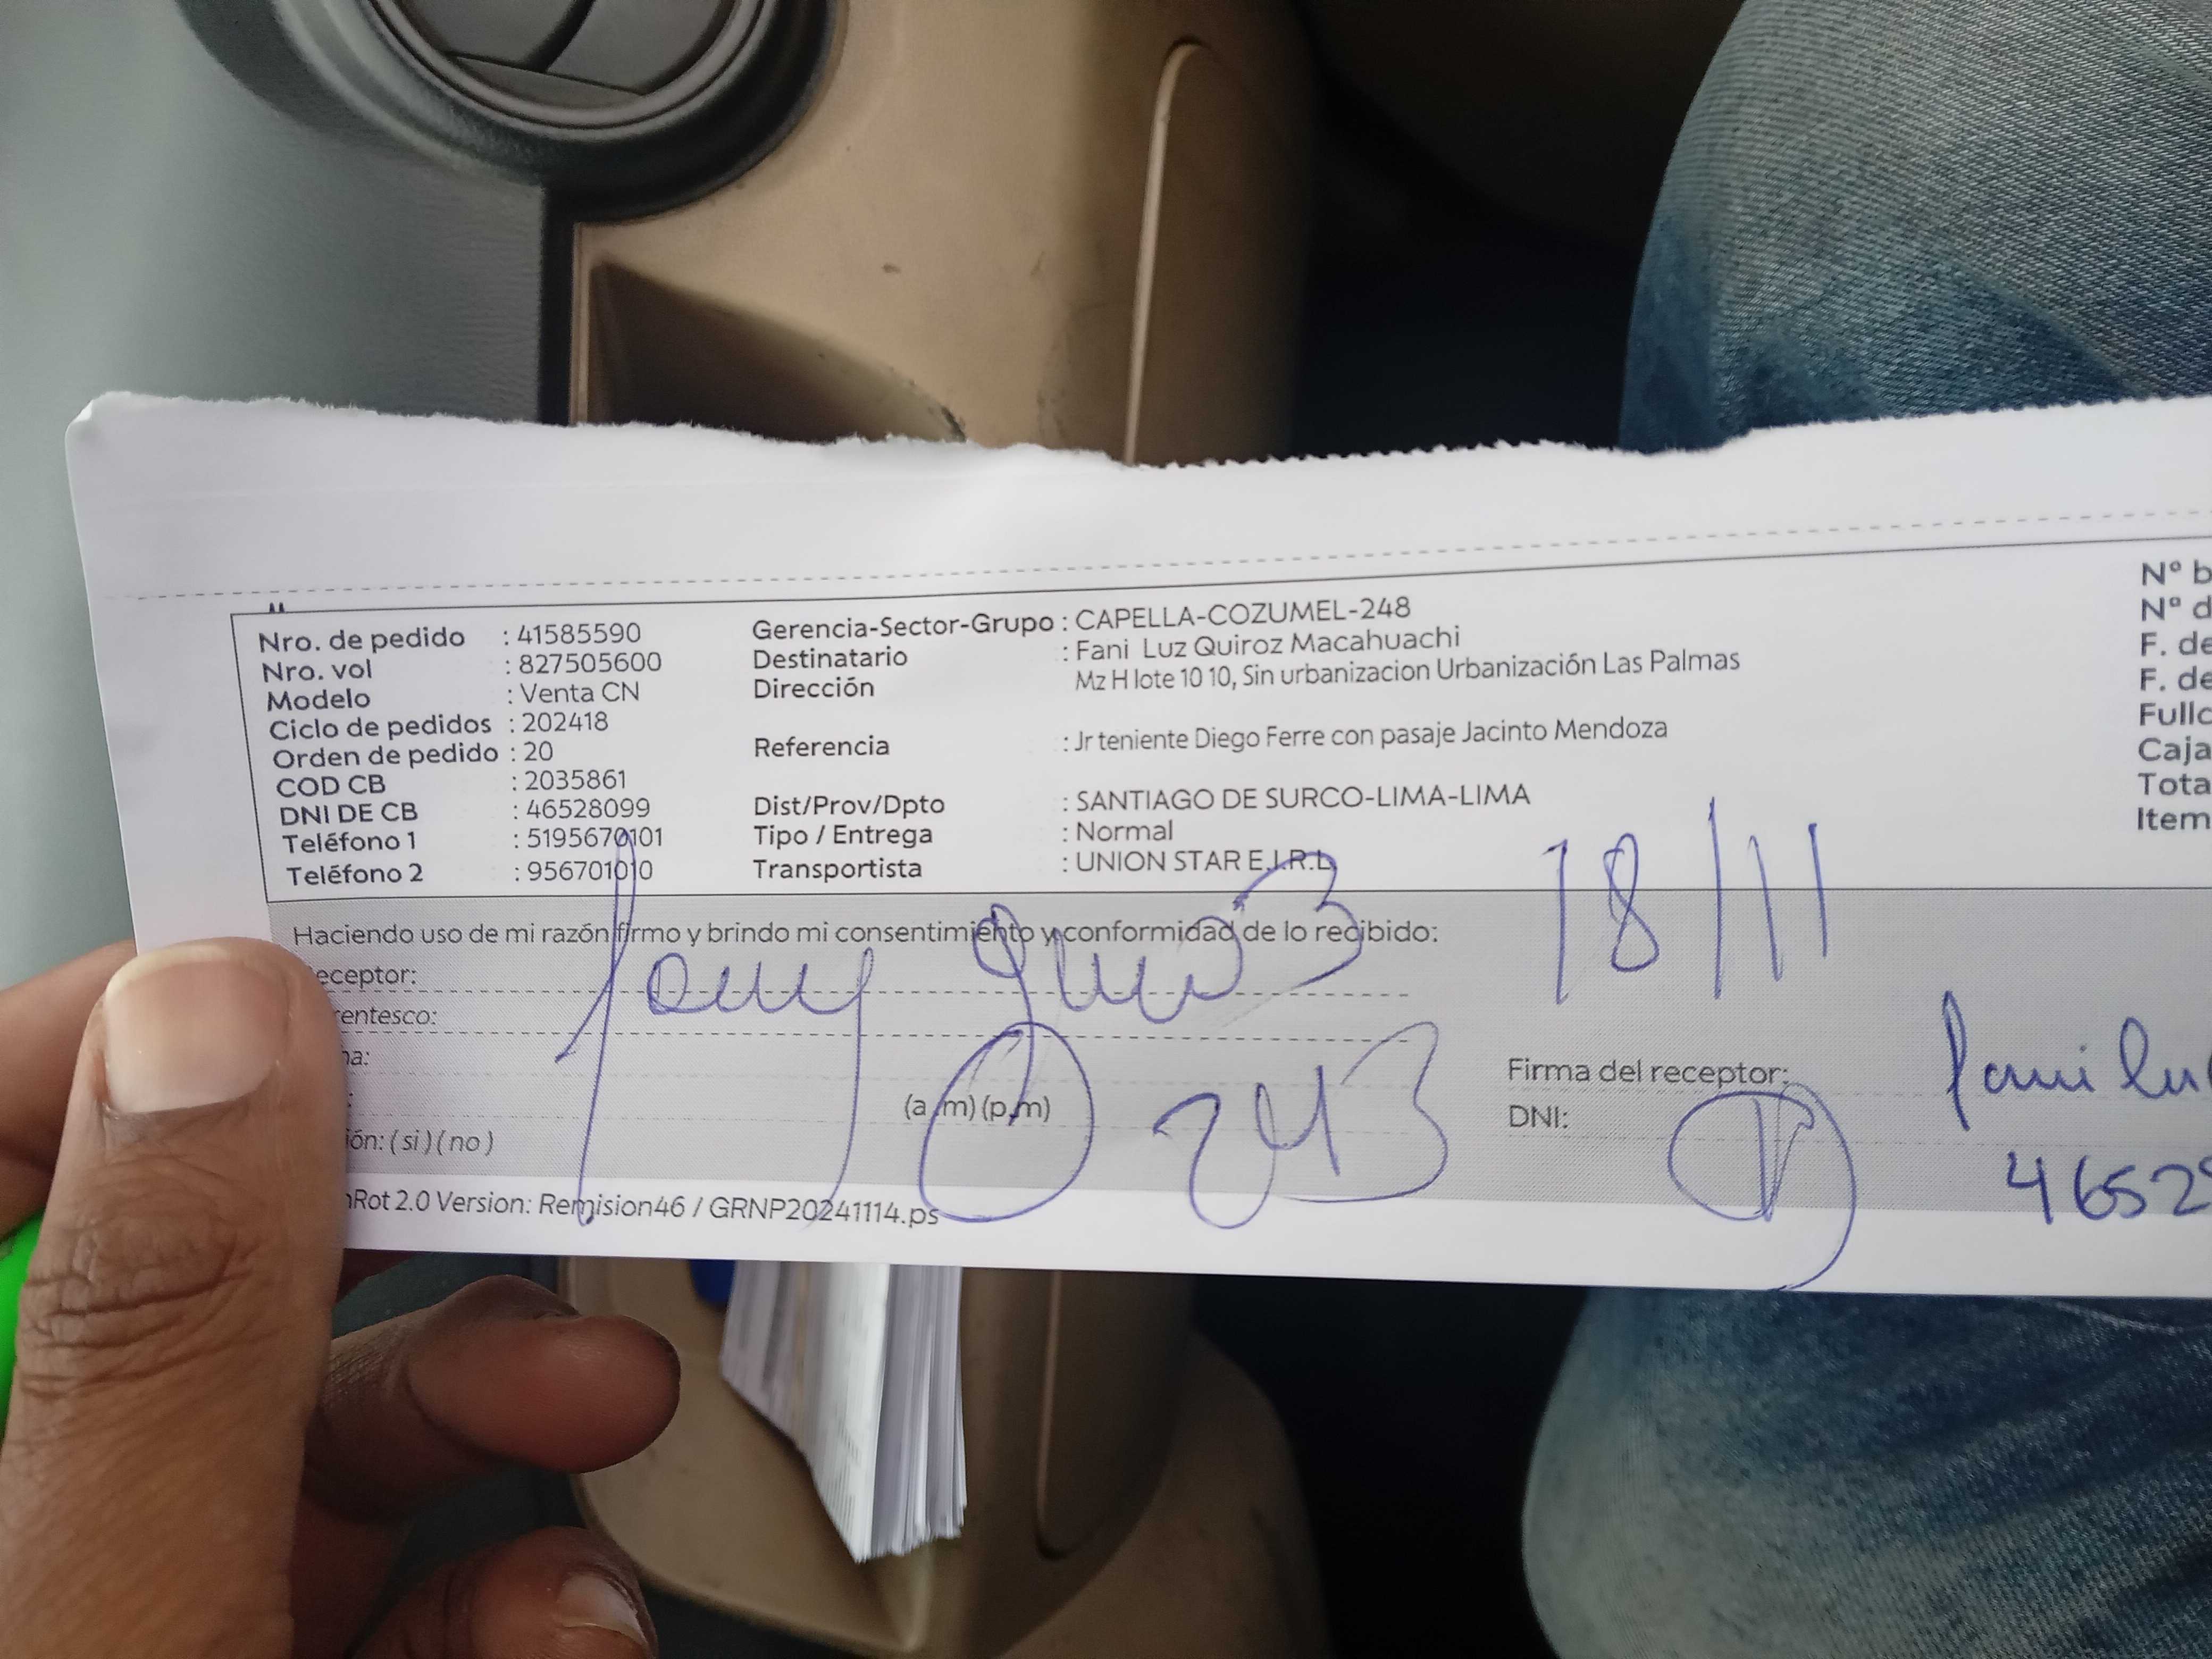 Nro. de pedido : 41585590
Nro. vol : 827505600
Modelo : Venta CN
Ciclo de pedidos : 202418
Orden de pedido : 20
COD CB : 2035861
DNI DE CB : 46528099
Teléfono 1 : 5195670101
Teléfono 2 : 956701010
Gerencia-Sector-Grupo : CAPELLA-COZUMEL-248
Destinatario : Fani Luz Quiroz Macahuachi
Dirección Mz H lote 10 10, Sin urbanizacion Urbanización Las Palmas
Referencia : Jr teniente Diego Ferre con pasaje Jacinto Mendoza
Dist/Prov/Dpto : SANTIAGO DE SURCO-LIMA-LIMA
Tipo / Entrega : Normal
Transportista : UNION STAR E.I.R.L
Nº b
Nº d
F. de
F. de
Fullc
Caja
Tota
Item
18/11
Haciendo uso de mi razón firmo y brindo mi consentimiento y conformidad de lo recibido:
eceptor:
rentesco:
ha:
:
(a.m) (p.m)
ión: ( si ) ( no )
Firma del receptor:
DNI: 4652
243
Rot 2.0 Version: Remision46 / GRNP20241114.ps